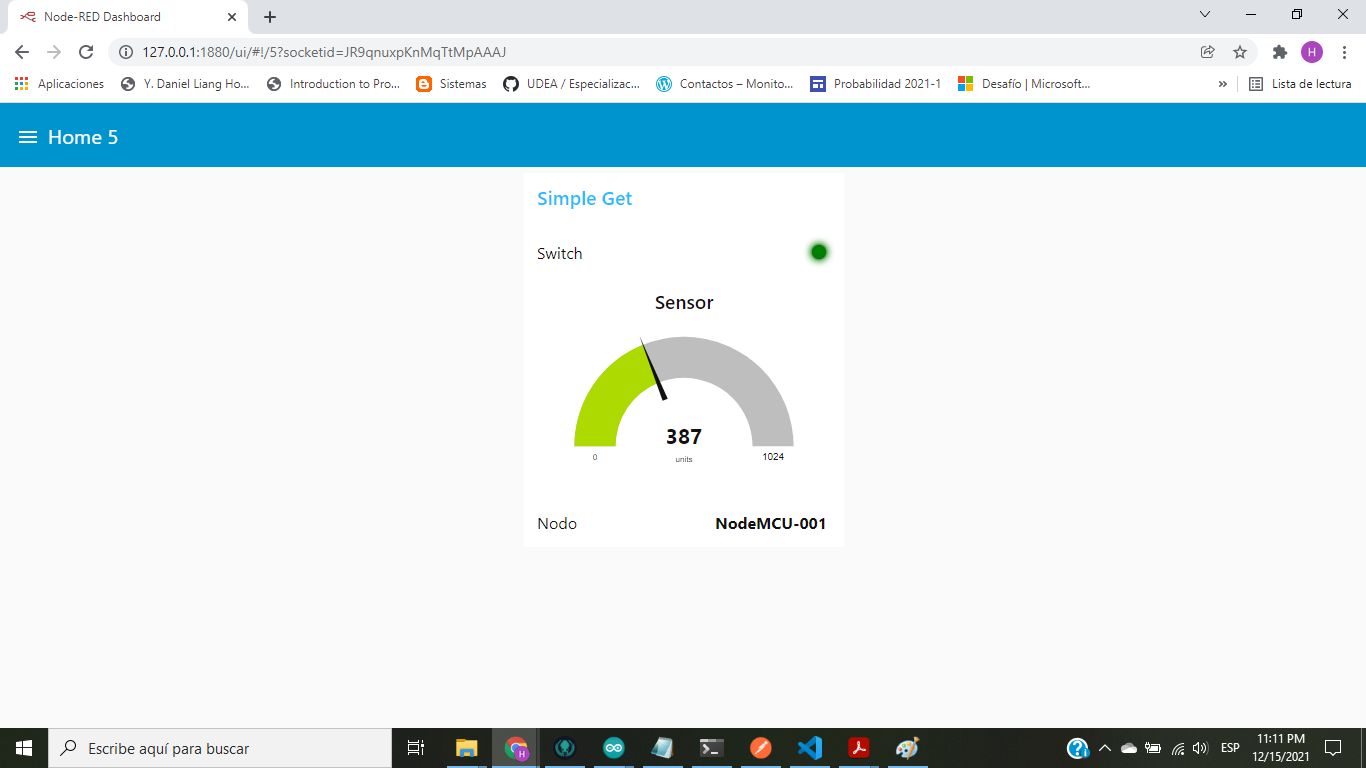 Node-RED Dashboard
127.0.0.1:1880/ui/#!/5?socketid=JR9qnuxpKnMqTtMpAAAJ
H
Aplicaciones
Y. Daniel Liang Ho...
Introduction to Pro...
Sistemas
UDEA / Especializac...
Contactos – Monito...
Probabilidad 2021-1
Desafío | Microsoft...
»
Lista de lectura
Home 5
Simple Get
Switch
Sensor
387
units
0
1024
Nodo
NodeMCU-001
Escribe aquí para buscar
H
ESP
11:11 PM
12/15/2021